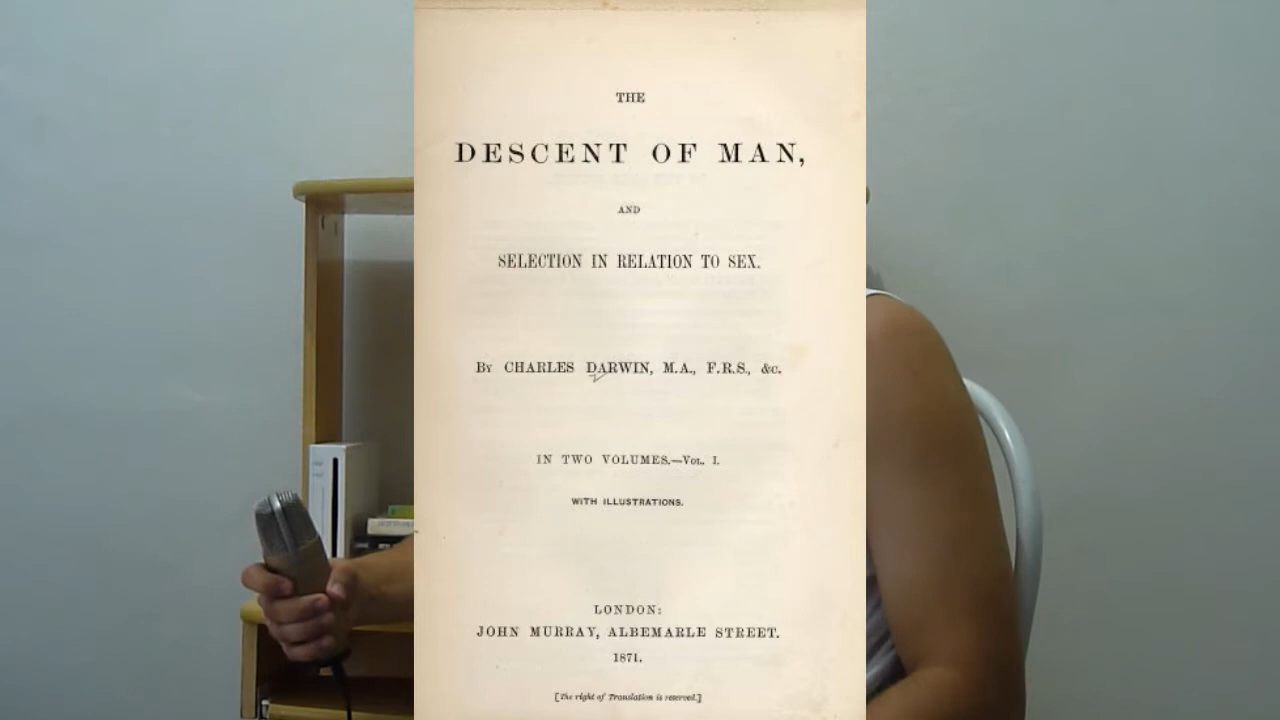 THE
DESCENT OF MAN,
AND
SELECTION IN RELATION TO SEX.
By CHARLES DARWIN, M.A., F.R.S., &c.
IN TWO VOLUMES.—Vol. I.
WITH ILLUSTRATIONS.
LONDON:
JOHN MURRAY, ALBEMARLE STREET.
1871.
[The right of Translation is reserved.]